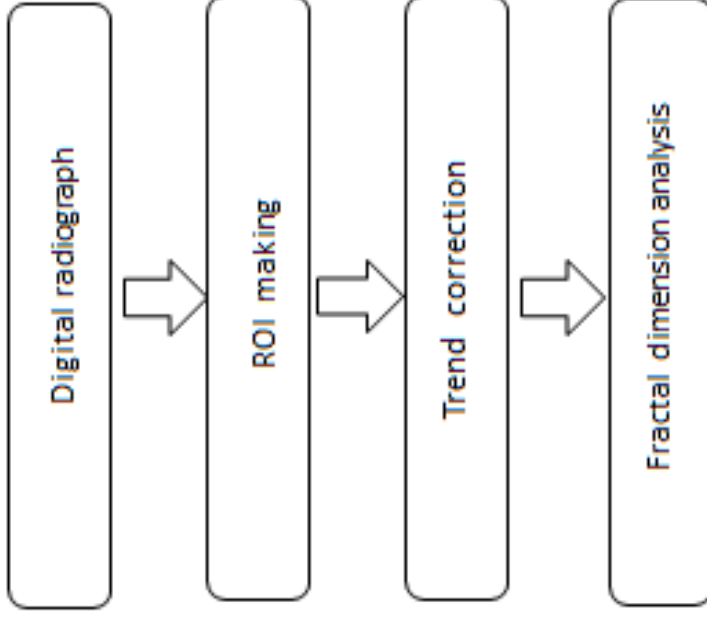 Digital radiograph
ROI making
Trend correction
Fractal dimension analysis